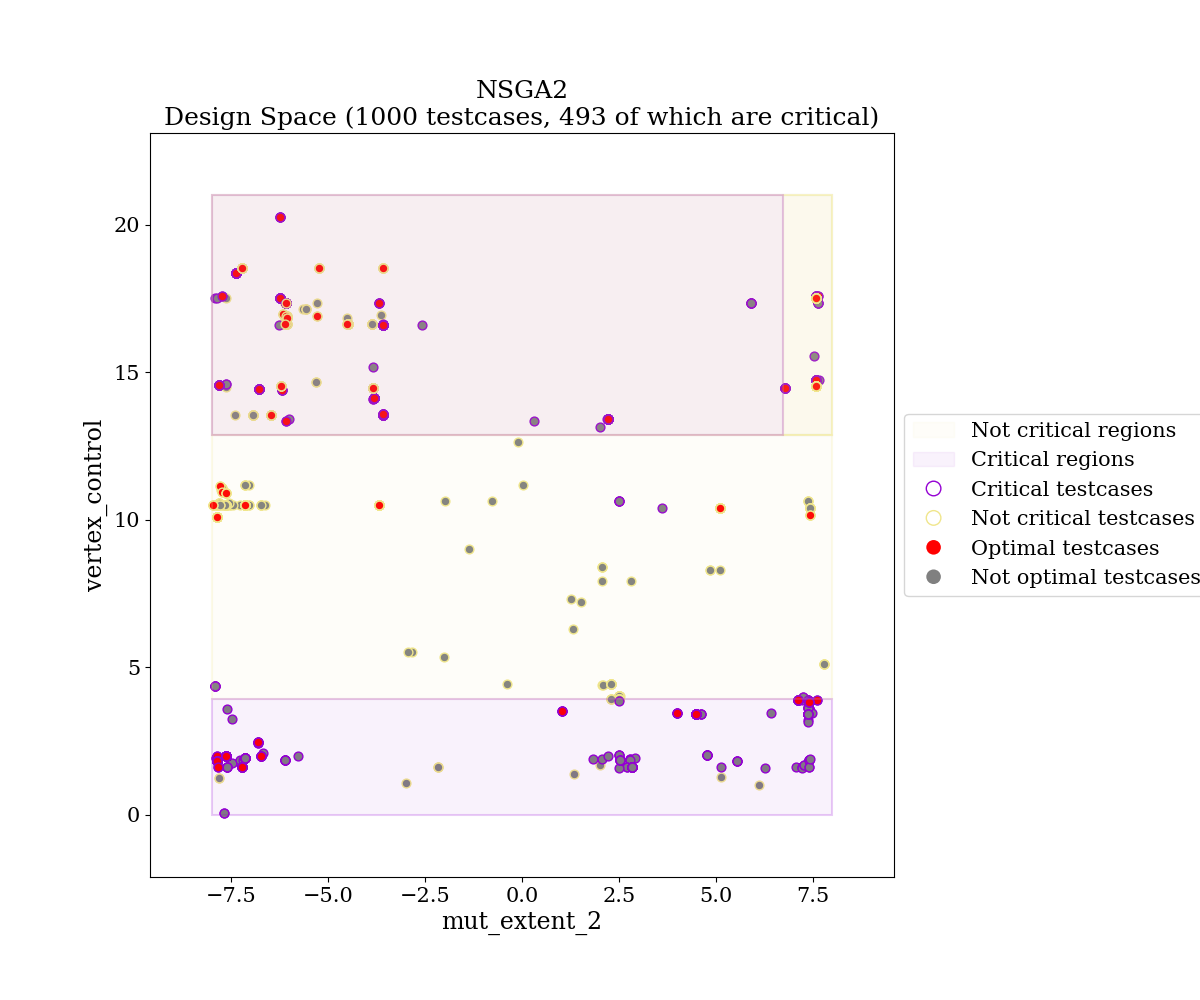 NSGA2
Design Space (1000 testcases, 493 of which are critical)
vertex_control
20
15
10
5
0
−7.5
−5.0
−2.5
0.0
2.5
5.0
7.5
mut_extent_2
Not critical regions
Critical regions
Critical testcases
Not critical testcases
Optimal testcases
Not optimal testcases